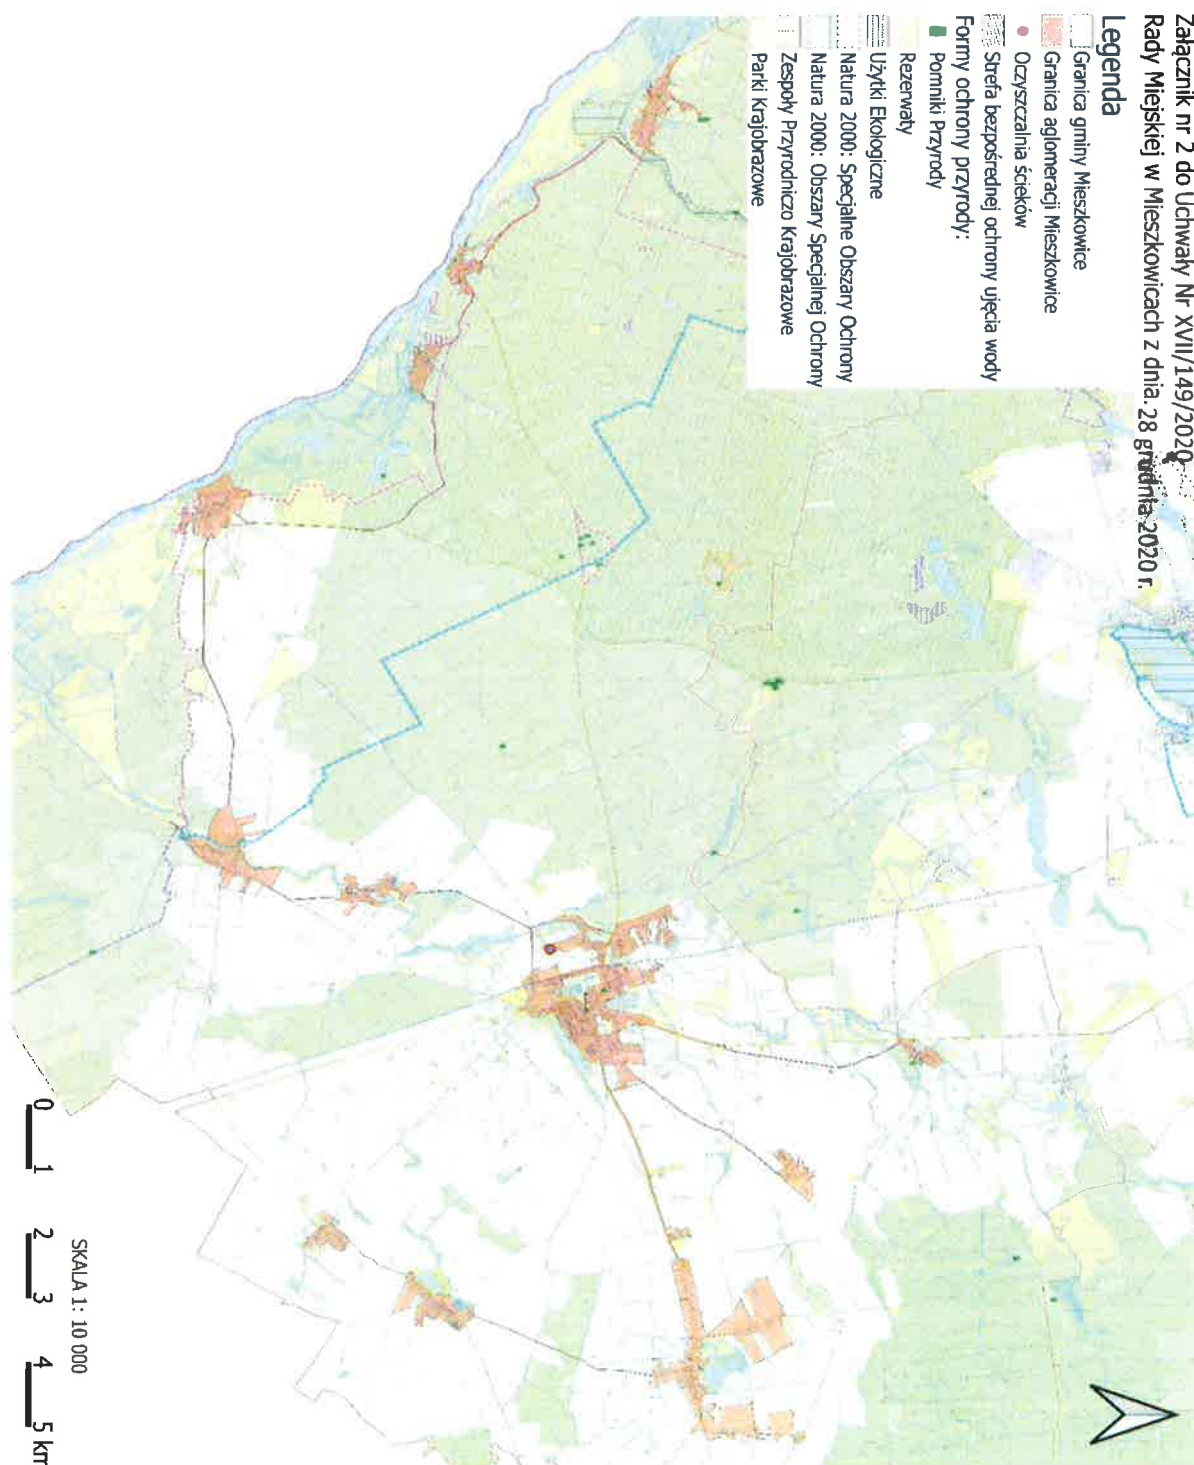 Załącznik nr 2 do Uchwały Nr XVII/149/2020
Rady Miejskiej w Mieszkowicach z dnia. 28 grudnia 2020 r.
Legenda
Granica gminy Mieszkowice
Granica aglomeracji Mieszkowice
Oczyszczalnia ścieków
Strefa bezpośredniej ochrony ujęcia wody
Formy ochrony przyrody:
Pomniki Przyrody
Rezerwaty
Użytki Ekologiczne
Natura 2000: Specjalne Obszary Ochrony
Natura 2000: Obszary Specjalnej Ochrony
Zespoły Przyrodniczo Krajobrazowe
Parki Krajobrazowe
SKALA 1: 10 000
0 1 2 3 4 5 km